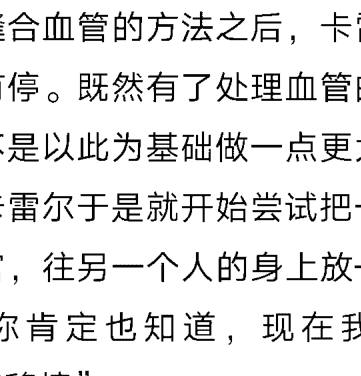 缝合血管的方法之后，卡雷
有停。既然有了处理血管的
不是以此为基础做一点更大
卡雷尔于是就开始尝试把一
，往另一个人的身上放一
你肯定也知道，现在我